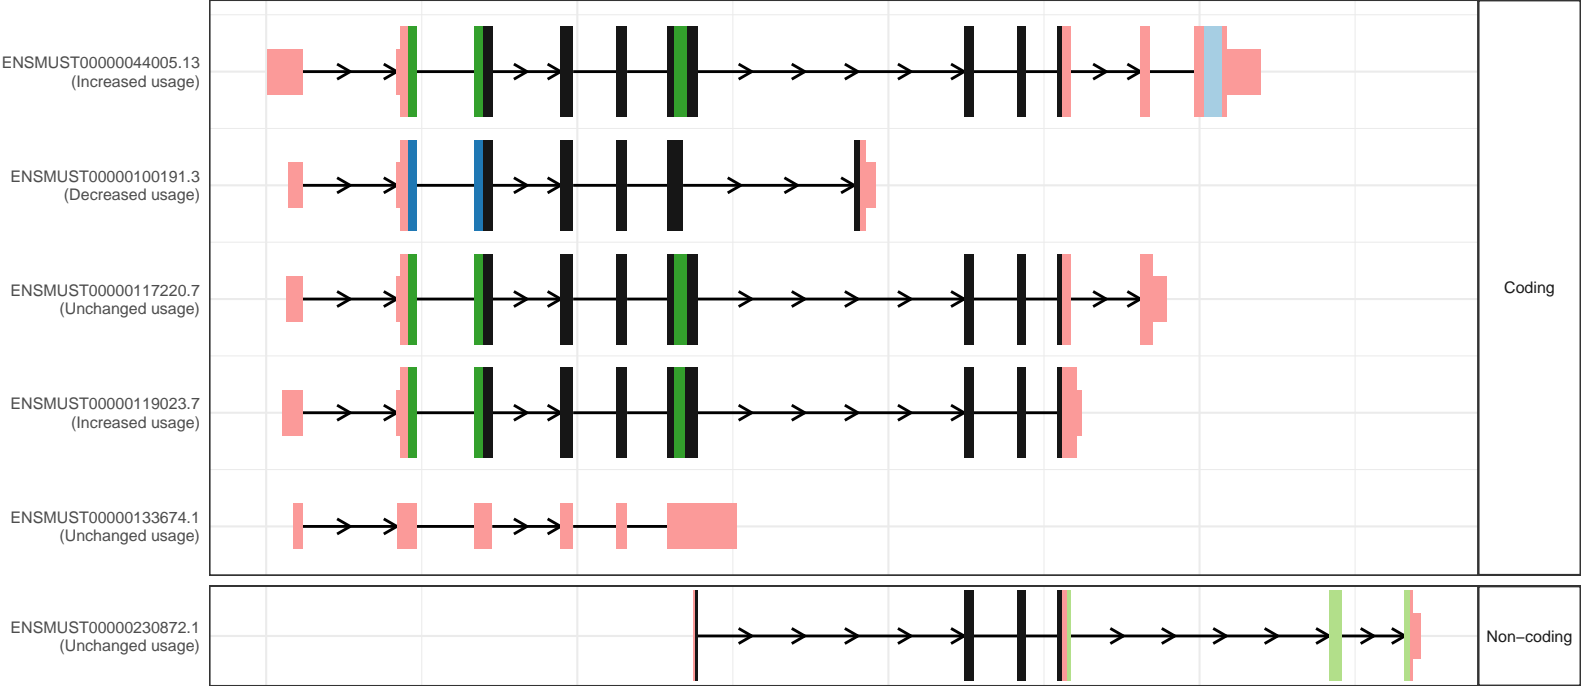 ENSMUST00000044005.13
(Increased usage)
ENSMUST00000100191.3
(Decreased usage)
ENSMUST00000117220.7
(Unchanged usage)
Coding
ENSMUST00000119023.7
(Increased usage)
ENSMUST00000133674.1
(Unchanged usage)
ENSMUST00000230872.1
(Unchanged usage)
Non−coding